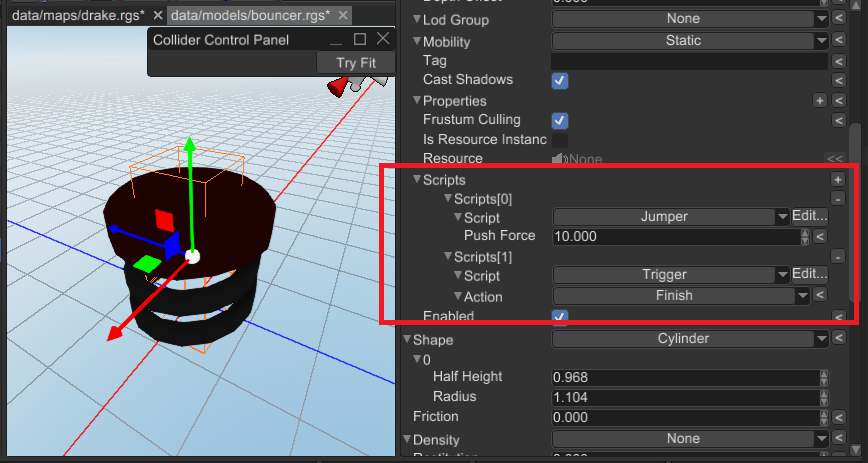 data/maps/drake.rgs* ✕ data/models/bouncer.rgs* ✕
Collider Control Panel
Try Fit
Lod Group None <
Mobility Static <
Tag <
Cast Shadows <
Properties + <
Frustum Culling <
Is Resource Instanc
Resource None <<
Scripts +
Scripts[0] -
Script Jumper Edit...
Push Force 10.000 <
Scripts[1] -
Script Trigger Edit...
Action Finish <
Enabled <
Shape Cylinder <
0
Half Height 0.968
Radius 1.104
Friction 0.000 <
Density None <